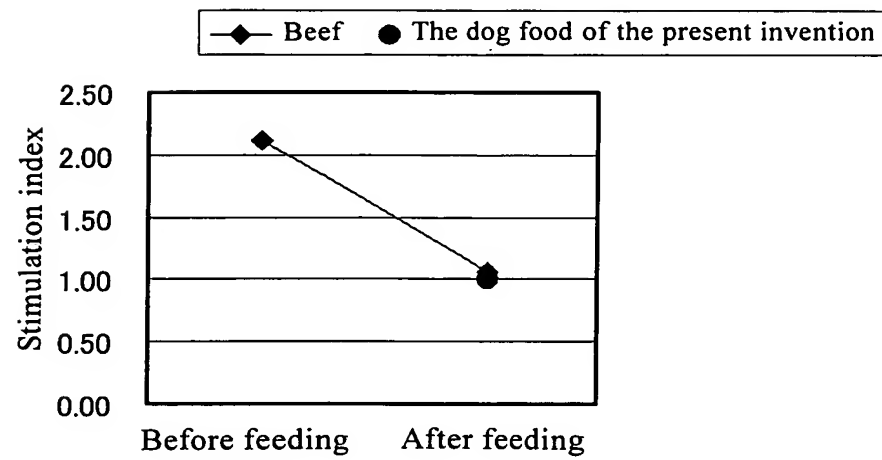 Beef The dog food of the present invention
2.50
2.00
1.50
1.00
0.50
0.00
Stimulation index
Before feeding After feeding